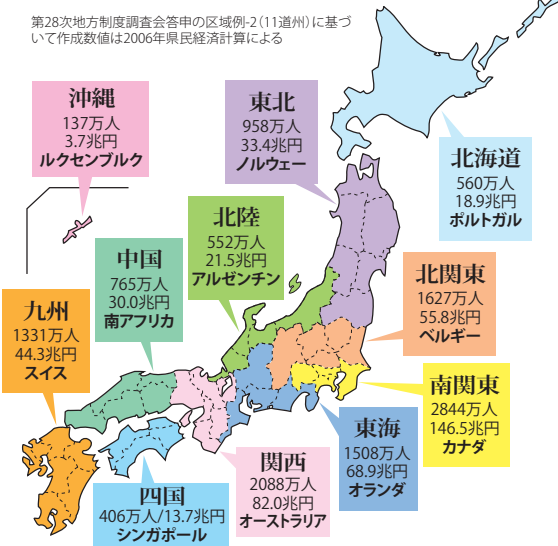 第28次地方制度調査会答申の区域例-2（11道州）に基づ
いて作成数値は2006年県民経済計算による
沖縄
137万人
3.7兆円
ルクセンブルク
東北
958万人
33.4兆円
ノルウェー
北海道
560万人
18.9兆円
ポルトガル
北陸
552万人
21.5兆円
アルゼンチン
中国
765万人
30.0兆円
南アフリカ
北関東
1627万人
55.8兆円
ベルギー
九州
1331万人
44.3兆円
スイス
南関東
2844万人
146.5兆円
カナダ
東海
1508万人
68.9兆円
オランダ
関西
2088万人
82.0兆円
オーストラリア
四国
406万人/13.7兆円
シンガポール